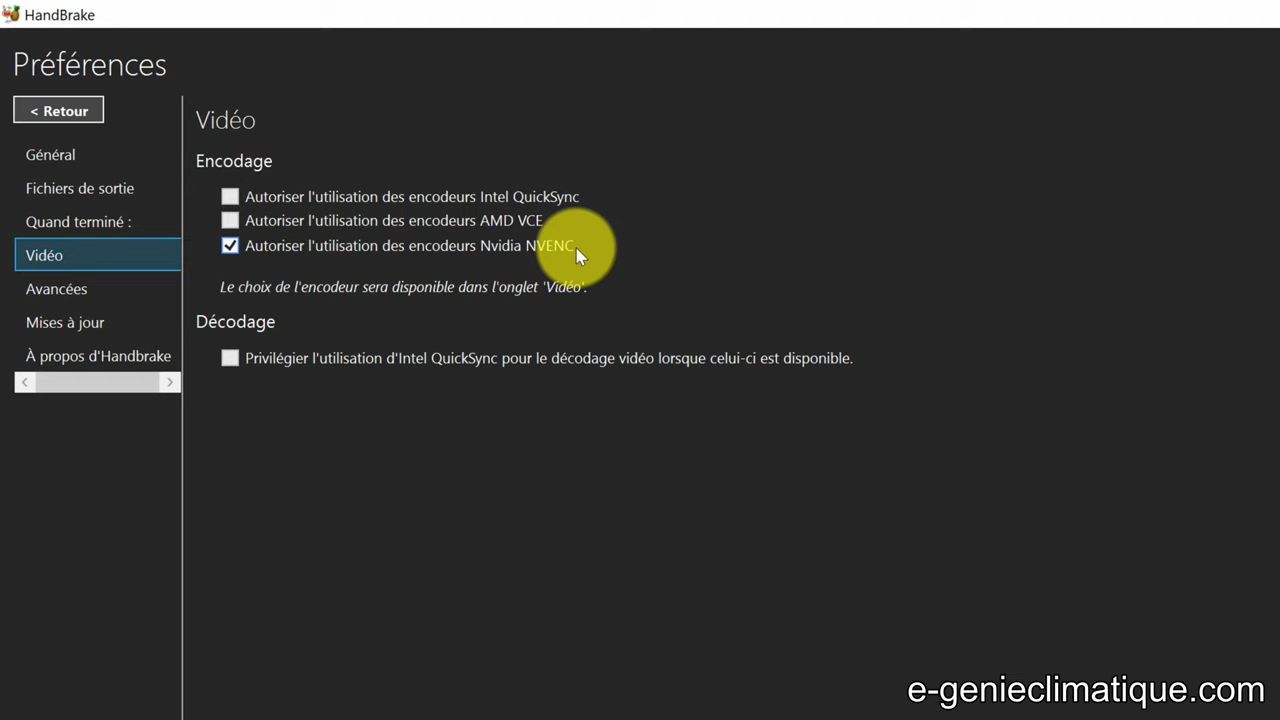 HandBrake
Préférences
< Retour
Général
Fichiers de sortie
Quand terminé :
Vidéo
Avancées
Mises à jour
À propos d'Handbrake
Vidéo
Encodage
Autoriser l'utilisation des encodeurs Intel QuickSync
Autoriser l'utilisation des encodeurs AMD VCE
Autoriser l'utilisation des encodeurs Nvidia NVENC
Le choix de l'encodeur sera disponible dans l'onglet 'Vidéo'.
Décodage
Privilégier l'utilisation d'Intel QuickSync pour le décodage vidéo lorsque celui-ci est disponible.
e-genieclimatique.com